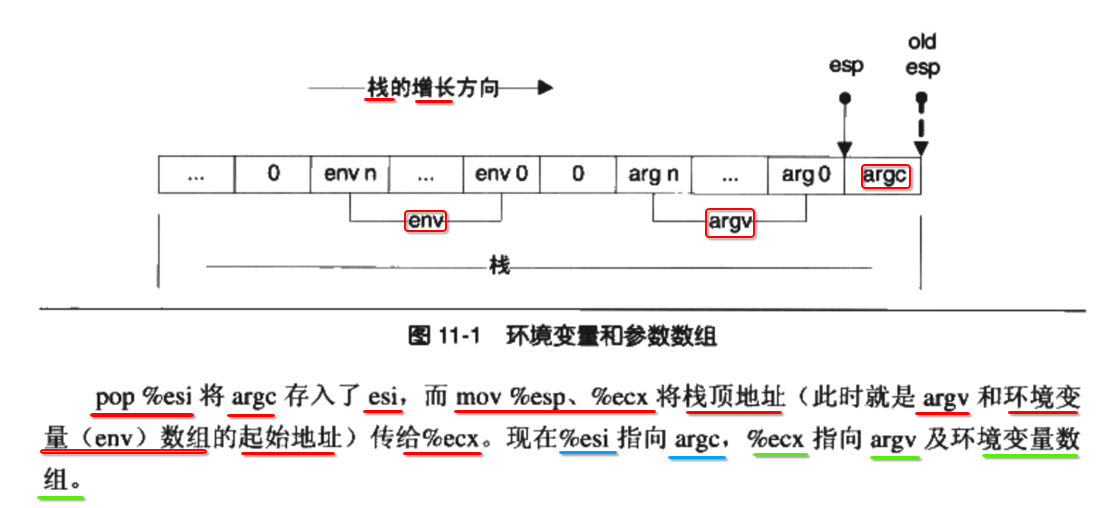 old
esp
esp
栈的增长方向
... 0 env n ... env 0 0 arg n ... arg 0 argc
env argv
栈
图 11-1 环境变量和参数数组
pop %esi将 argc 存入了 esi，而 mov %esp、%ecx 将栈顶地址（此时就是 argv 和环境变
量（env）数组的起始地址）传给%ecx。现在%esi 指向 argc，%ecx 指向 argv 及环境变量数
组。